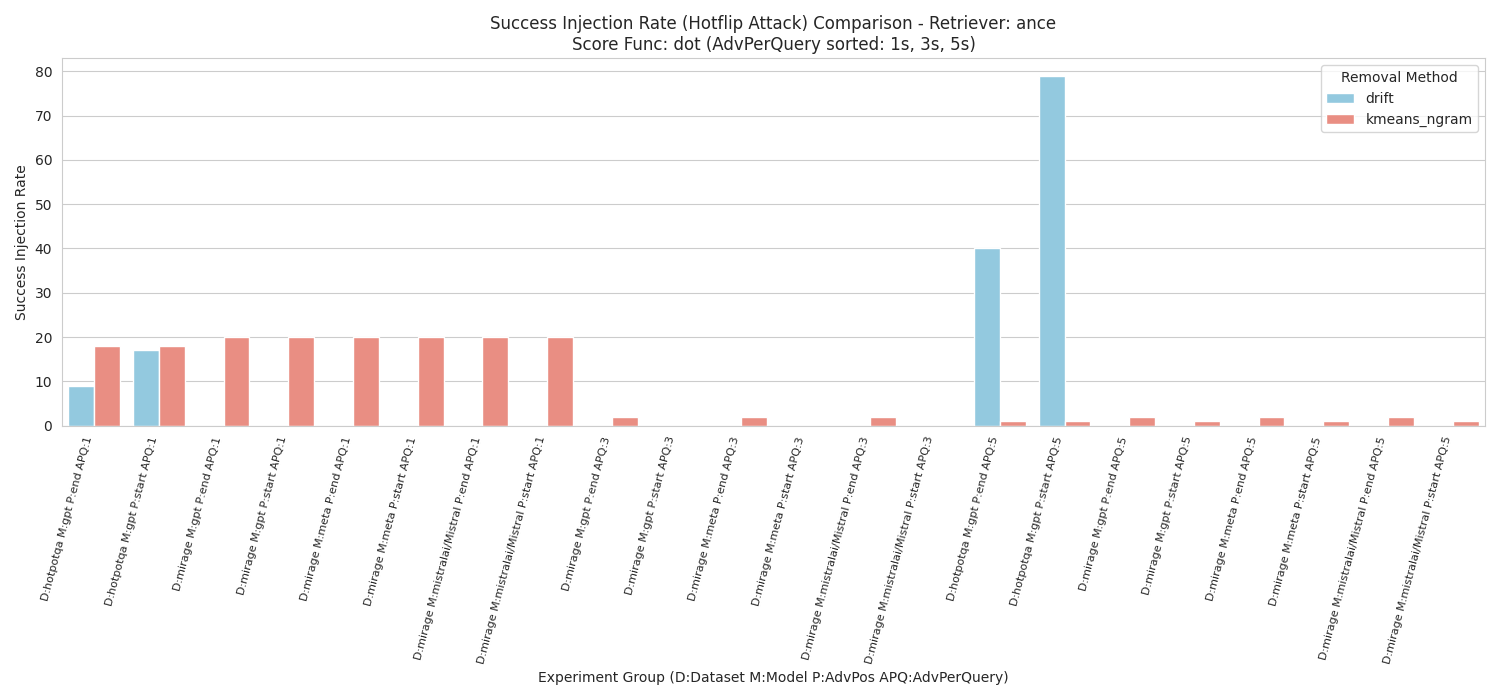 Success Injection Rate (Hotflip Attack) Comparison - Retriever: ance
Score Func: dot (AdvPerQuery sorted: 1s, 3s, 5s)
Removal Method
drift
kmeans_ngram
Success Injection Rate
80
70
60
50
40
30
20
10
0
D:hotpotqa M:gpt P:end APQ:1
D:hotpotqa M:gpt P:start APQ:1
D:mirage M:gpt P:end APQ:1
D:mirage M:gpt P:start APQ:1
D:mirage M:meta P:end APQ:1
D:mirage M:meta P:start APQ:1
D:mirage M:mistralai/Mistral P:end APQ:1
D:mirage M:mistralai/Mistral P:start APQ:1
D:mirage M:gpt P:end APQ:3
D:mirage M:gpt P:start APQ:3
D:mirage M:meta P:end APQ:3
D:mirage M:meta P:start APQ:3
D:mirage M:mistralai/Mistral P:end APQ:3
D:mirage M:mistralai/Mistral P:start APQ:3
D:hotpotqa M:gpt P:end APQ:5
D:hotpotqa M:gpt P:start APQ:5
D:mirage M:gpt P:end APQ:5
D:mirage M:gpt P:start APQ:5
D:mirage M:meta P:end APQ:5
D:mirage M:meta P:start APQ:5
D:mirage M:mistralai/Mistral P:end APQ:5
D:mirage M:mistralai/Mistral P:start APQ:5
Experiment Group (D:Dataset M:Model P:AdvPos APQ:AdvPerQuery)